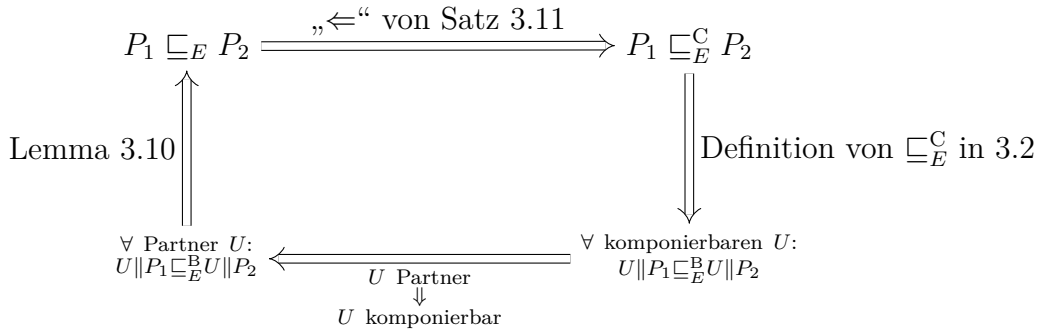 „⇐“ von Satz 3.11
P₁ ⊑_E P₂
P₁ ⊑_E^C P₂
Lemma 3.10
Definition von ⊑_E^C in 3.2
∀ Partner U:
U∥P₁⊑_E^B U∥P₂
∀ komponierbaren U:
U∥P₁⊑_E^B U∥P₂
U Partner
⇓
U komponierbar